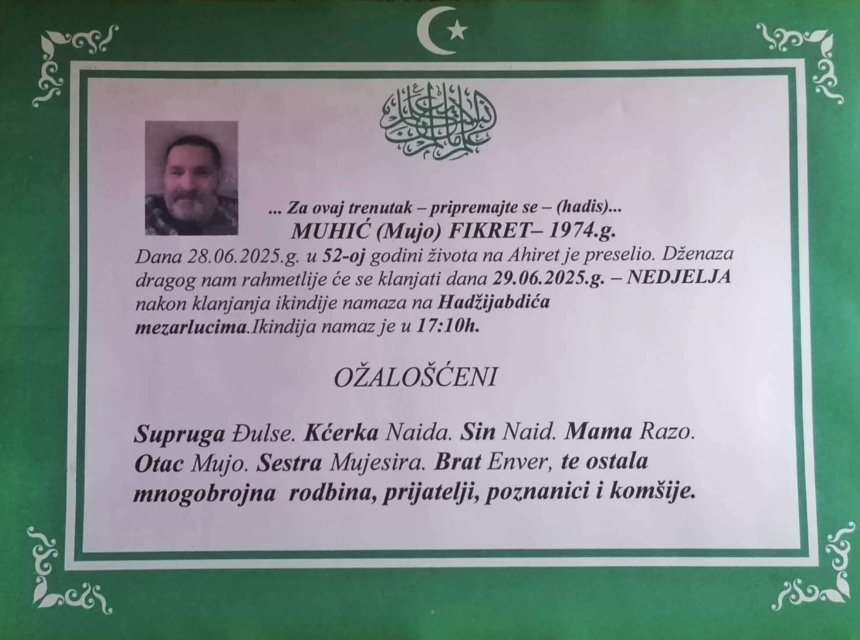 ... Za ovaj trenutak – pripremajte se – (hadis)...
MUHIĆ (Mujo) FIKRET– 1974.g.
Dana 28.06.2025.g. u 52-oj godini života na Ahiret je preselio. Dženaza
dragog nam rahmetlije će se klanjati dana 29.06.2025.g. – NEDJELJA
nakon klanjanja ikindije namaza na Hadžijabdića
mezarlucima.Ikindija namaz je u 17:10h.
OŽALOŠĆENI
Supruga Đulse. Kćerka Naida. Sin Naid. Mama Razo.
Otac Mujo. Sestra Mujesira. Brat Enver, te ostala
mnogobrojna rodbina, prijatelji, poznanici i komšije.